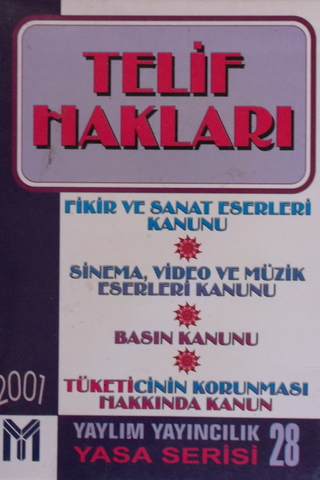 TELİF
HAKLARI
FİKİR VE SANAT ESERLERİ
KANUNU
SİNEMA, VİDEO VE MÜZİK
ESERLERİ KANUNU
BASIN KANUNU
TÜKETİCİNİN KORUNMASI
HAKKINDA KANUN
2001
YAYLIM YAYINCILIK
YASA SERİSİ 28